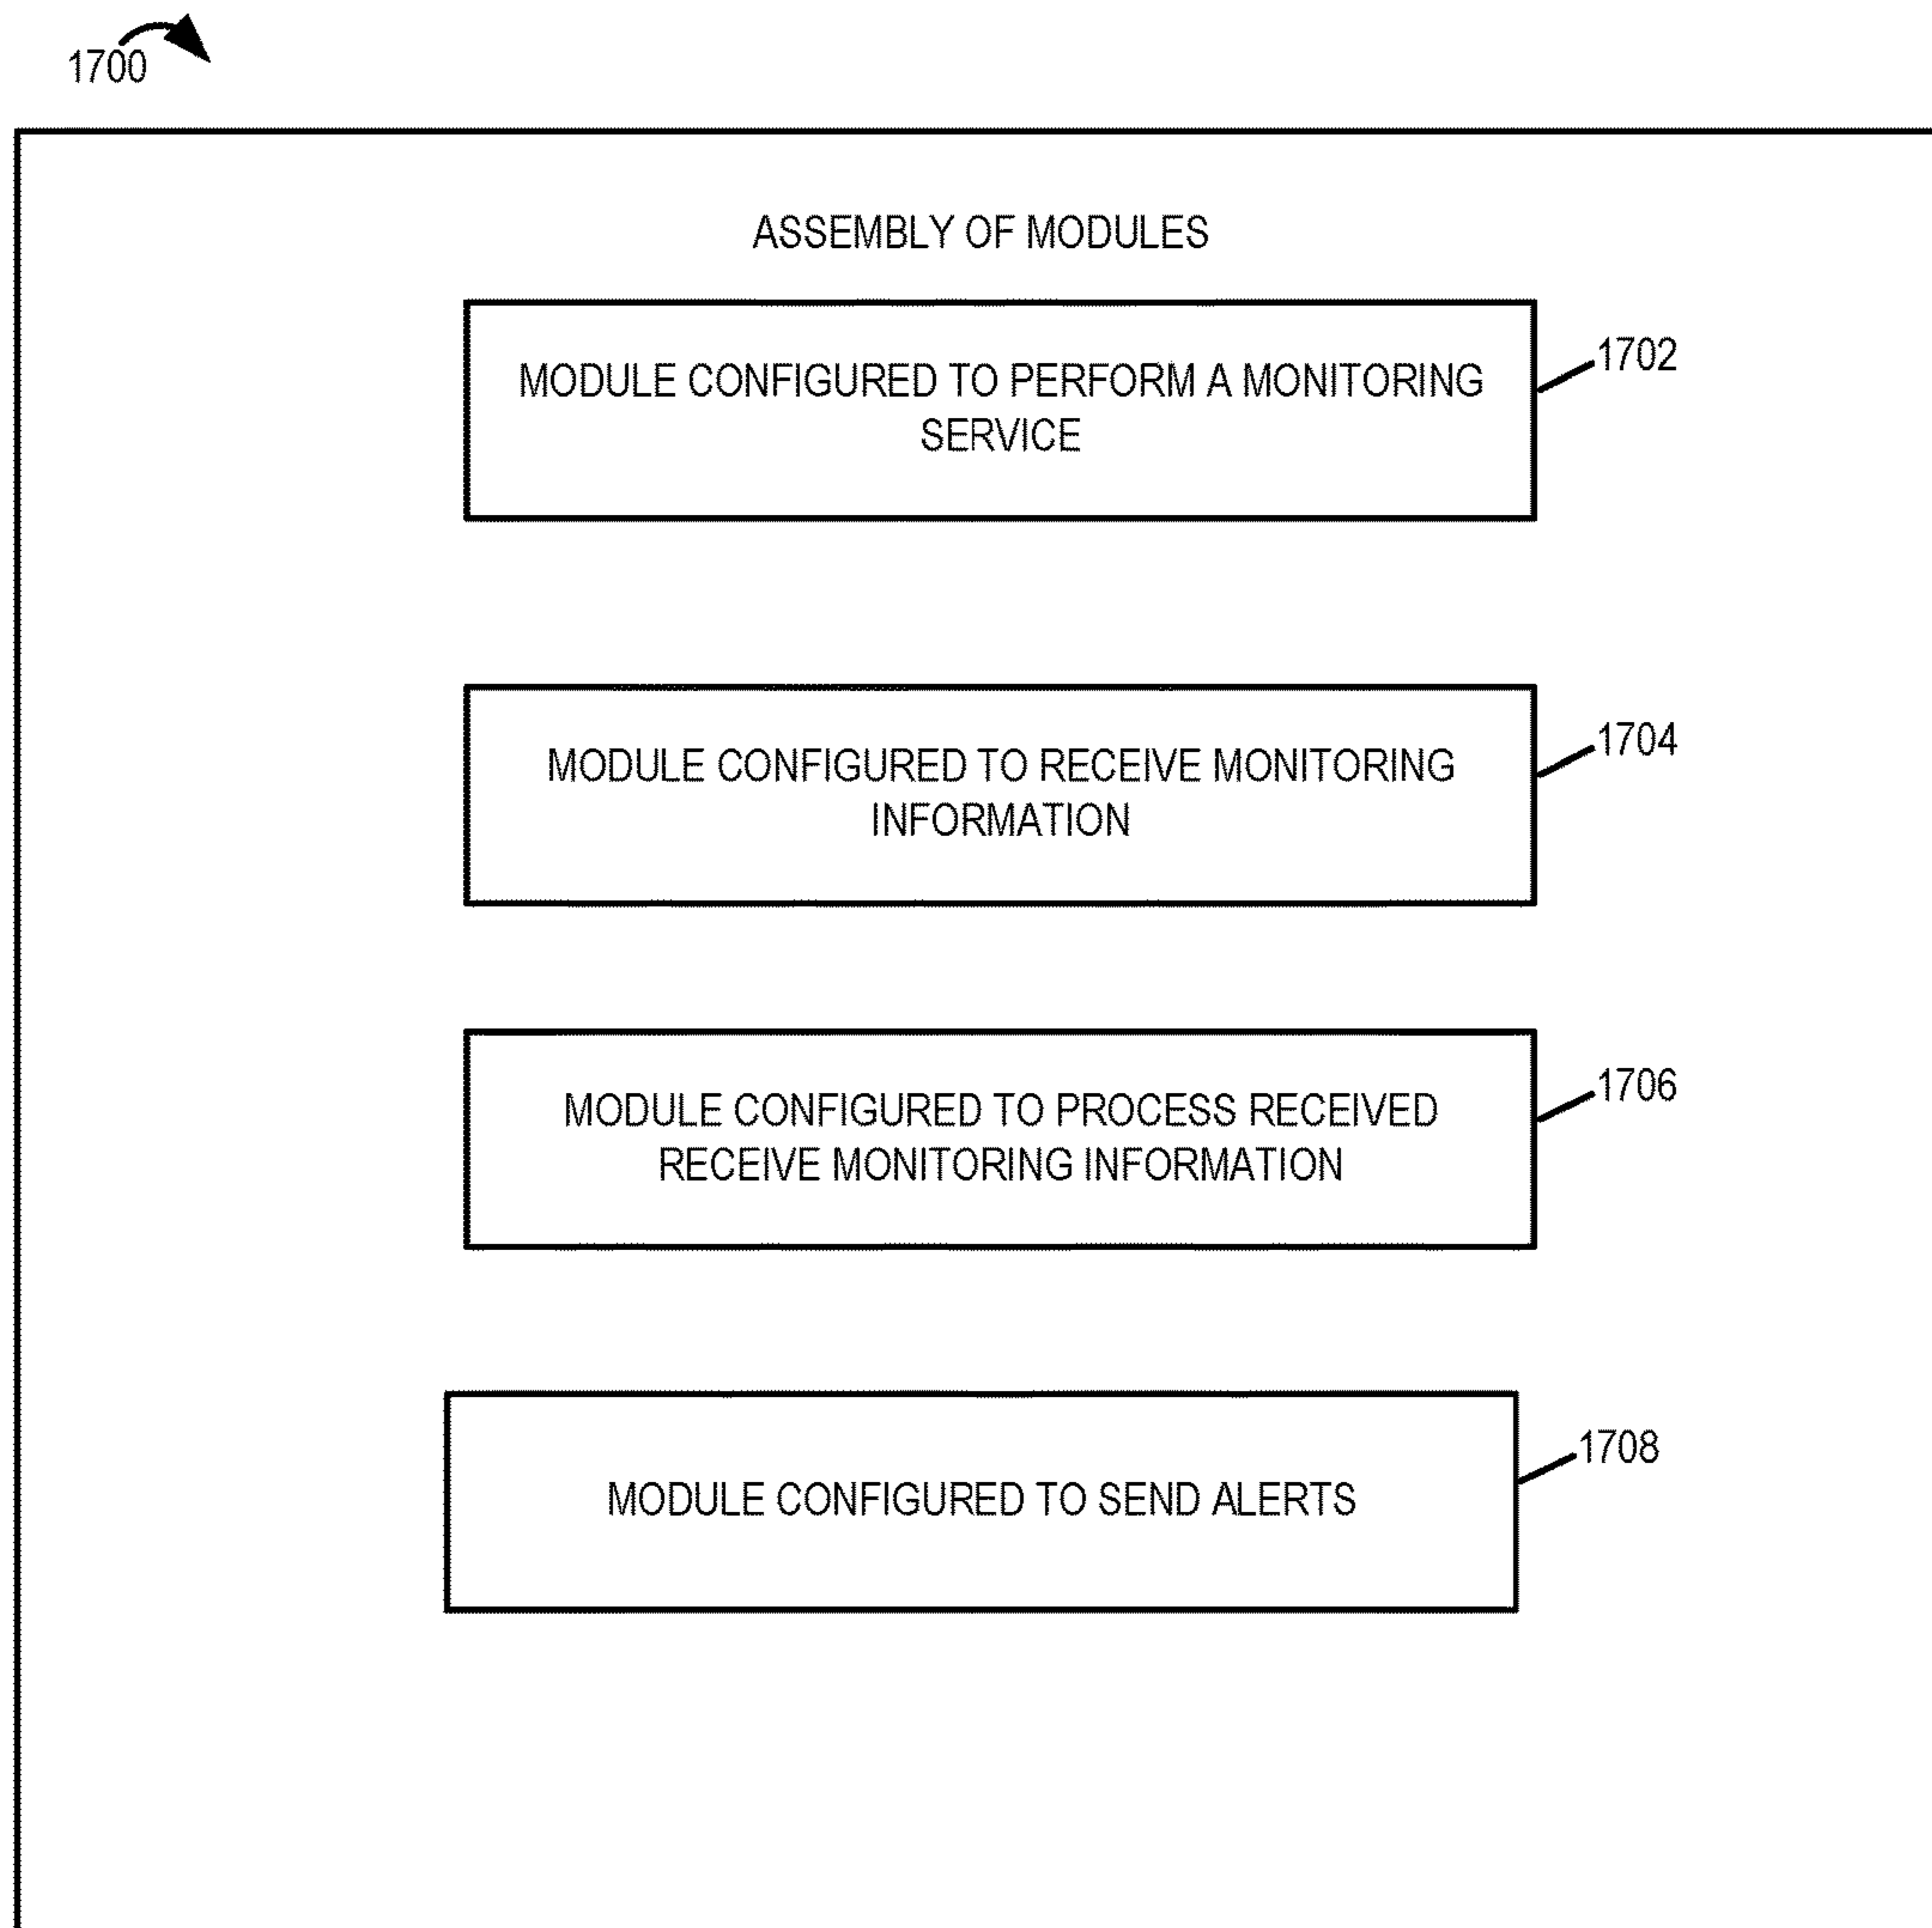 1700
ASSEMBLY OF MODULES
MODULE CONFIGURED TO PERFORM A MONITORING
SERVICE
1702
MODULE CONFIGURED TO RECEIVE MONITORING
INFORMATION
1704
MODULE CONFIGURED TO PROCESS RECEIVED
RECEIVE MONITORING INFORMATION
1706
MODULE CONFIGURED TO SEND ALERTS
1708